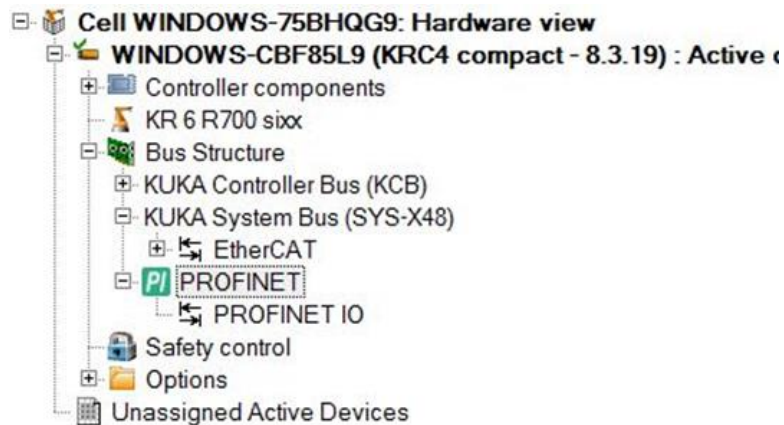 Cell WINDOWS-75BHQG9: Hardware view
WINDOWS-CBF85L9 (KRC4 compact - 8.3.19) : Active
Controller components
KR 6 R700 sixx
Bus Structure
KUKA Controller Bus (KCB)
KUKA System Bus (SYS-X48)
EtherCAT
PI PROFINET
PROFINET IO
Safety control
Options
Unassigned Active Devices